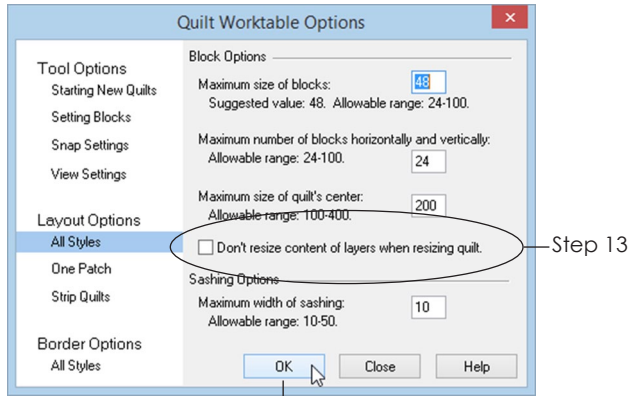 Quilt Worktable Options
Tool Options
Starting New Quilts
Setting Blocks
Snap Settings
View Settings
Layout Options
All Styles
One Patch
Strip Quilts
Border Options
All Styles
Block Options
Maximum size of blocks: 48
Suggested value: 48. Allowable range: 24-100.
Maximum number of blocks horizontally and vertically:
Allowable range: 24-100. 24
Maximum size of quilt's center: 200
Allowable range: 100-400.
Don't resize content of layers when resizing quilt.
Step 13
Sashing Options
Maximum width of sashing: 10
Allowable range: 10-50.
OK Close Help